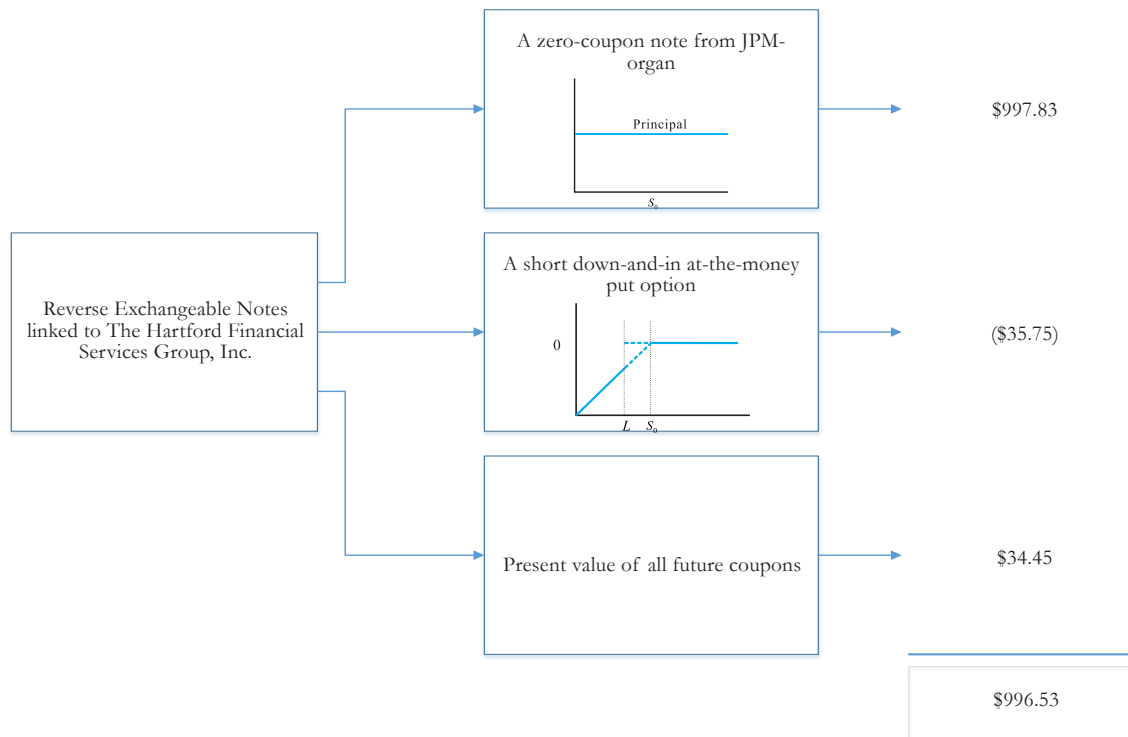 A zero-coupon note from JPM-
organ
Principal
S₀
$997.83
Reverse Exchangeable Notes
linked to The Hartford Financial
Services Group, Inc.
A short down-and-in at-the-money
put option
0
L S₀
($35.75)
Present value of all future coupons
$34.45
$996.53